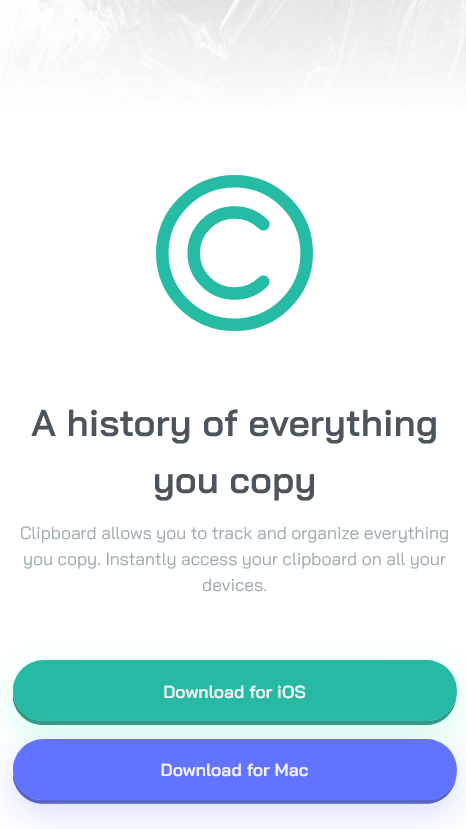 A history of everything
you copy
Clipboard allows you to track and organize everything
you copy. Instantly access your clipboard on all your
devices.
Download for iOS
Download for Mac